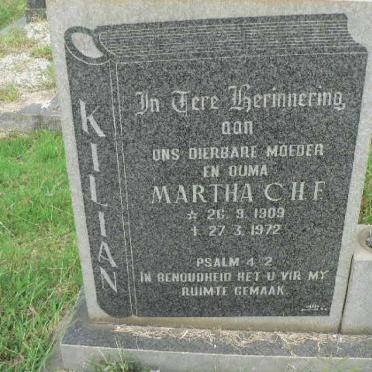 KILIAN
In Tere Herinnering
aan
ONS DIERBARE MOEDER
EN OUMA
MARTHA C H F
☆ 26. 9. 1909
✝ 27. 3. 1972
PSALM 4 : 2
IN BENOUDHEID HET U VIR MY
RUIMTE GEMAAK